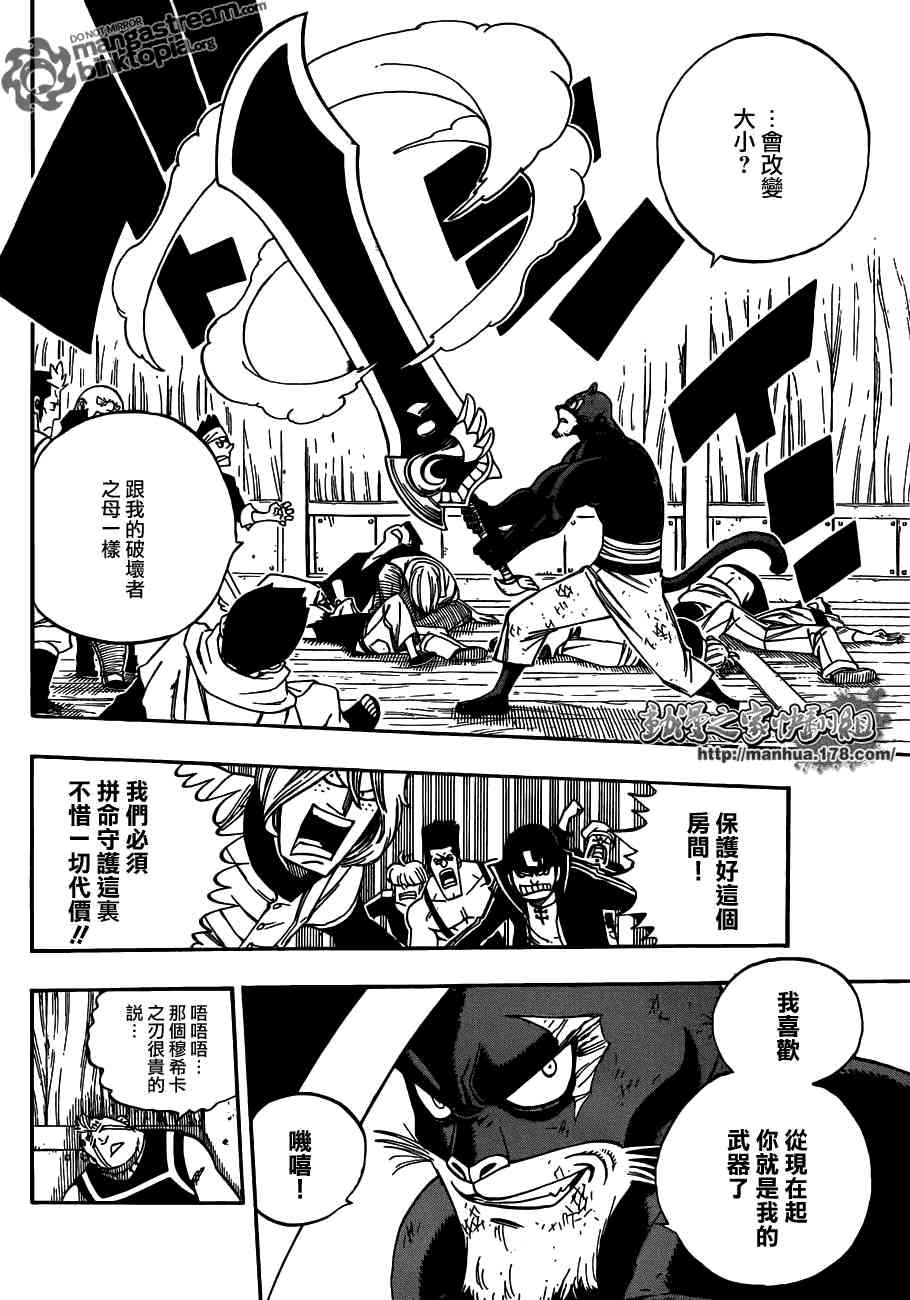 DO NOT MIRROR
mangastream.com
binktopia.org
…會改變
大小？
跟我的破壞者
之母一樣
動漫之家漢化組
http://manhua.178.com/
保護好這個
房間！
我們必須
拼命守護這裏
不惜一切代價!!
我喜歡
從現在起
你就是我的
武器了
嘰嘻！
唔唔唔…
那個穆希卡
之刃很貴的
説…